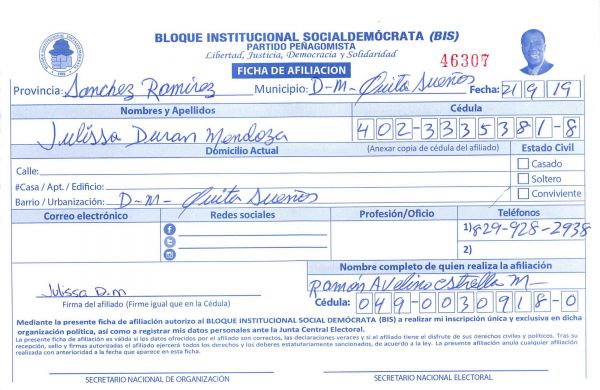 BLOQUE INSTITUCIONAL SOCIALDEMÓCRATA (BIS)
PARTIDO PEÑAGOMISTA
Libertad, Justicia, Democracia y Solidaridad
46307
FICHA DE AFILIACION
Provincia: Sanchez Ramirez Municipio: D-M- Quita Sueños Fecha: 21/9/19
Nombres y Apellidos Cédula
Julissa Duran Mendoza 402-3335381-8
Domicilio Actual (Anexar copia de cédula del afiliado) Estado Civil
Calle: Casado
#Casa / Apt. / Edificio: Soltero
Barrio / Urbanización: D-M- Quita Sueños Conviviente
Correo electrónico Redes sociales Profesión/Oficio Teléfonos
1) 829-928-2938
2)
Nombre completo de quien realiza la afiliación
Julissa D.m Ramón Avelino estrella M-
Firma del afiliado (Firme igual que en la Cédula) Cédula: 049-0030918-0
Mediante la presente ficha de afiliación autorizo al BLOQUE INSTITUCIONAL SOCIAL DEMÓCRATA (BIS) a realizar mi inscripción única y exclusiva en dicha
organización política, así como a registrar mis datos personales ante la Junta Central Electoral.
La presente ficha de afiliación es válida si los datos ofrecidos por el afiliado son correctos, las declaraciones veraces y si el afiliado tiene el disfrute de sus derechos civiles y políticos. Tras su
recepción, sello y firmas autorizadas el afiliado ejercerá todos los derechos y los deberes estatutariamente sancionados, de acuerdo a la ley. La presente afiliación anula cualquier afiliación
realizada con anterioridad a la fecha que aparece en esta ficha.
SECRETARIO NACIONAL DE ORGANIZACIÓN SECRETARIO NACIONAL ELECTORAL